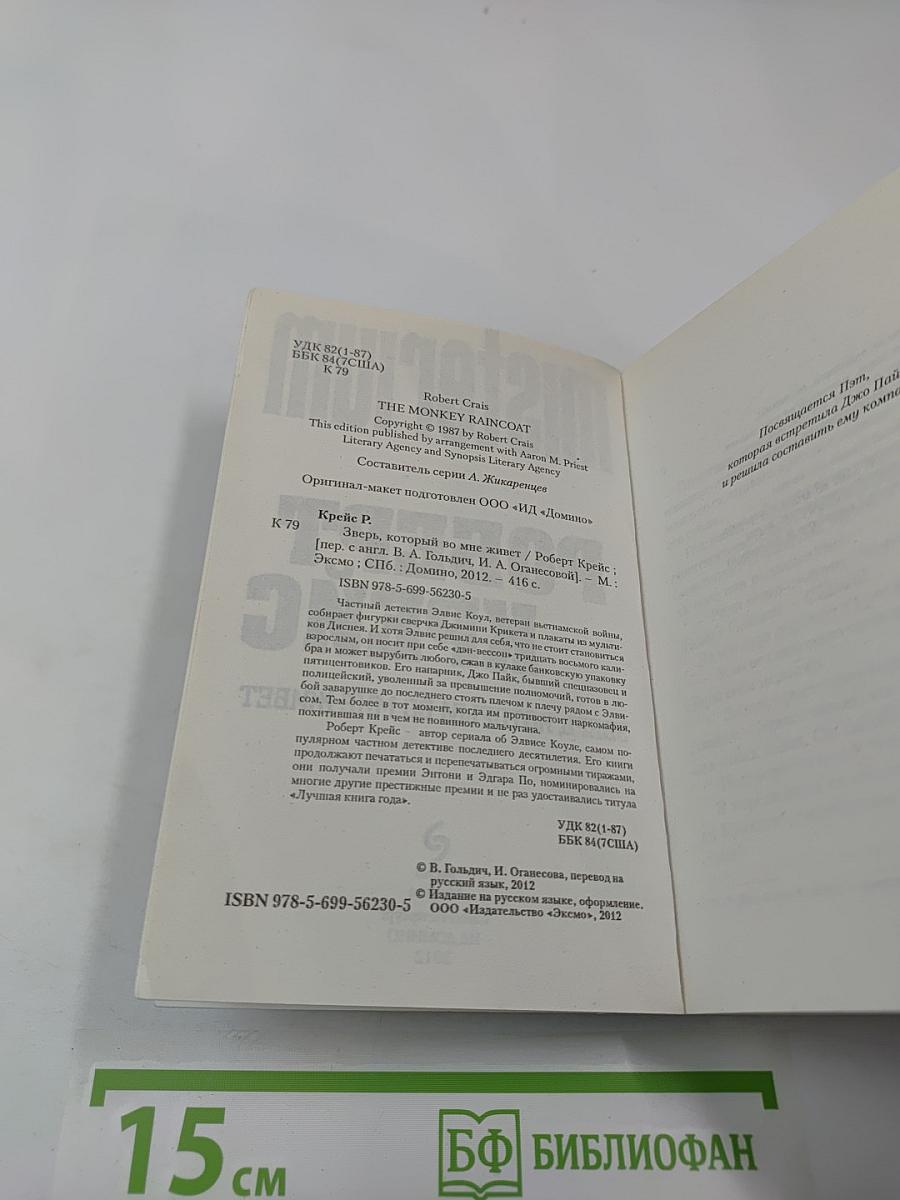 УДК 82(1-87)
ББК 84(7США)
К 79
Robert Crais
THE MONKEY RAINCOAT
Copyright © 1987 by Robert Crais
This edition published by arrangement with Aaron M. Priest
Literary Agency and Synopsis Literary Agency
Составитель серии А. Жикаренцев
Оригинал-макет подготовлен ООО «ИД «Домино»
Крейс Р.
К 79 Зверь, который во мне живет / Роберт Крейс ;
[пер. с англ. В. А. Гольдич, И. А. Оганесовой]. – М. :
Эксмо ; СПб. : Домино, 2012. – 416 с.
ISBN 978-5-699-56230-5
Частный детектив Элвис Коул, ветеран вьетнамской войны,
собирает фигурки сверчка Джимини Крикета и плакаты из мульти-
ков Диснея. И хотя Элвис решил для себя, что не стоит становиться
взрослым, он носит при себе «дэн-вессон» тридцать восьмого кали-
бра и может вырубить любого, сжав в кулаке банковскую упаковку
пятицентовиков. Его напарник, Джо Пайк, бывший спецназовец и
полицейский, уволенный за превышение полномочий, готов в лю-
бой заварушке до последнего стоять плечом к плечу рядом с Элви-
сом. Тем более в тот момент, когда им противостоит наркомафия,
похитившая ни в чем не повинного мальчугана.
Роберт Крейс – автор сериала об Элвисе Коуле, самом по-
пулярном частном детективе последнего десятилетия. Его книги
продолжают печататься и перепечатываться огромными тиражами,
они получали премии Энтони и Эдгара По, номинировались на
многие другие престижные премии и не раз удостаивались титула
«Лучшая книга года».
УДК 82(1-87)
ББК 84(7США)
© В. Гольдич, И. Оганесова, перевод на
русский язык, 2012
© Издание на русском языке, оформление.
ООО «Издательство «Эксмо», 2012
ISBN 978-5-699-56230-5
Посвящается Пэт,
которая встретила Джо Пай
и решила составить ему компа
15 см
БФ БИБЛИОФАН